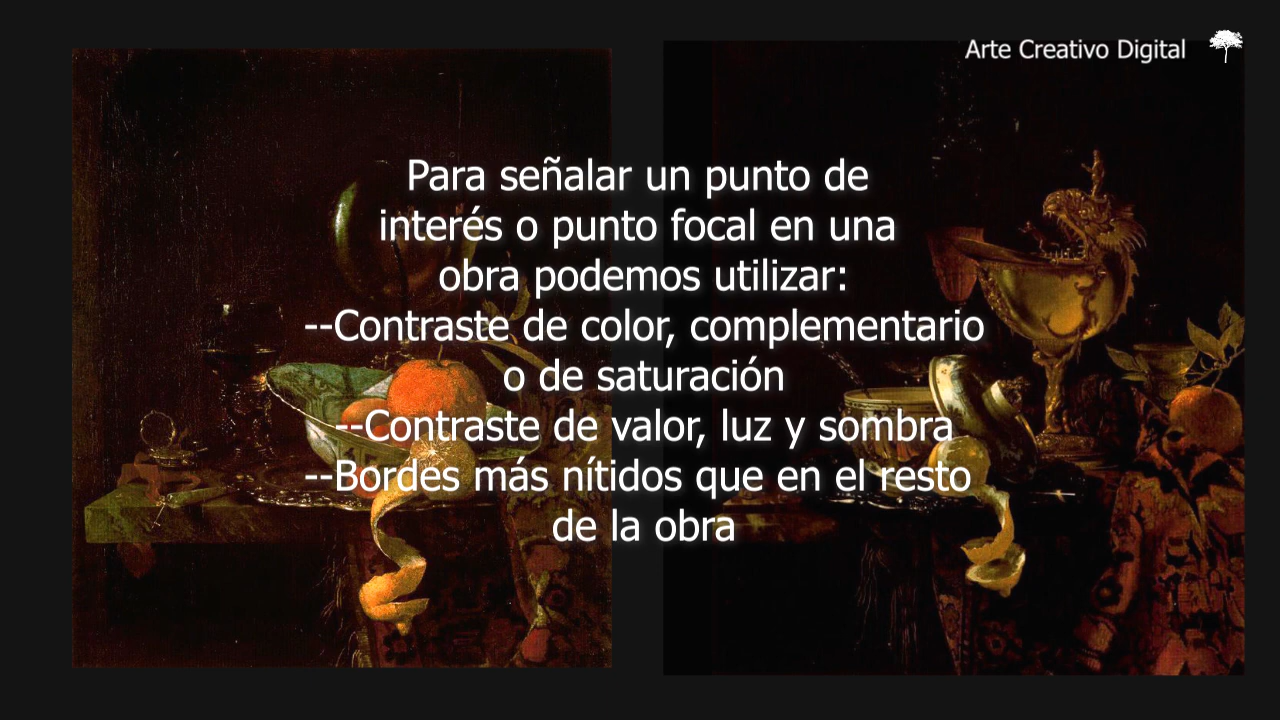 Arte Creativo Digital
Para señalar un punto de
interés o punto focal en una
obra podemos utilizar:
--Contraste de color, complementario
o de saturación
--Contraste de valor, luz y sombra
--Bordes más nítidos que en el resto
de la obra